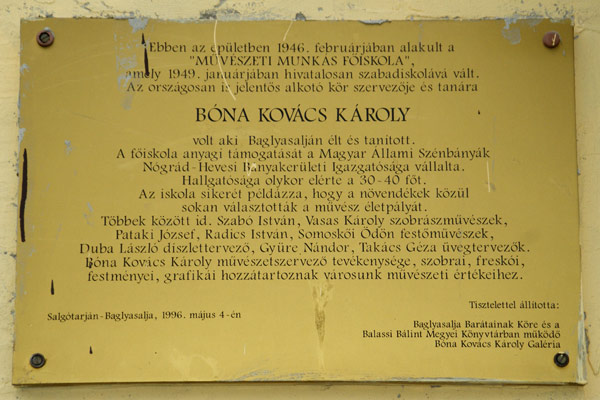 Ebben az épületben 1946. februárjában alakult a
"MŰVÉSZETI MUNKÁS FŐISKOLA",
amely 1949. januárjában hivatalosan szabadiskolává vált.
Az országosan is jelentős alkotó kör szervezője és tanára
BÓNA KOVÁCS KÁROLY
volt aki Baglyasalján élt és tanított.
A főiskola anyagi támogatását a Magyar Állami Szénbányák
Nógrád-Hevesi Bányakerületi Igazgatósága vállalta.
Hallgatósága olykor elérte a 30-40 főt.
Az iskola sikerét példázza, hogy a növendékek közül
sokan választották a művész életpályát.
Többek között id. Szabó István, Vasas Károly szobrászművészek,
Pataki József, Radics István, Somoskői Ödön festőművészek,
Duba László díszlettervező, Gyüre Nándor, Takács Géza üvegtervezők.
Bóna Kovács Károly művészetszervező tevékenysége, szobrai, freskói,
festményei, grafikái hozzátartoznak városunk művészeti értékeihez.
Tisztelettel állította:
Salgótarján-Baglyasalja, 1996. május 4-én
Baglyasalja Barátainak Köre és a
Balassi Bálint Megyei Könyvtárban működő
Bóna Kovács Károly Galéria